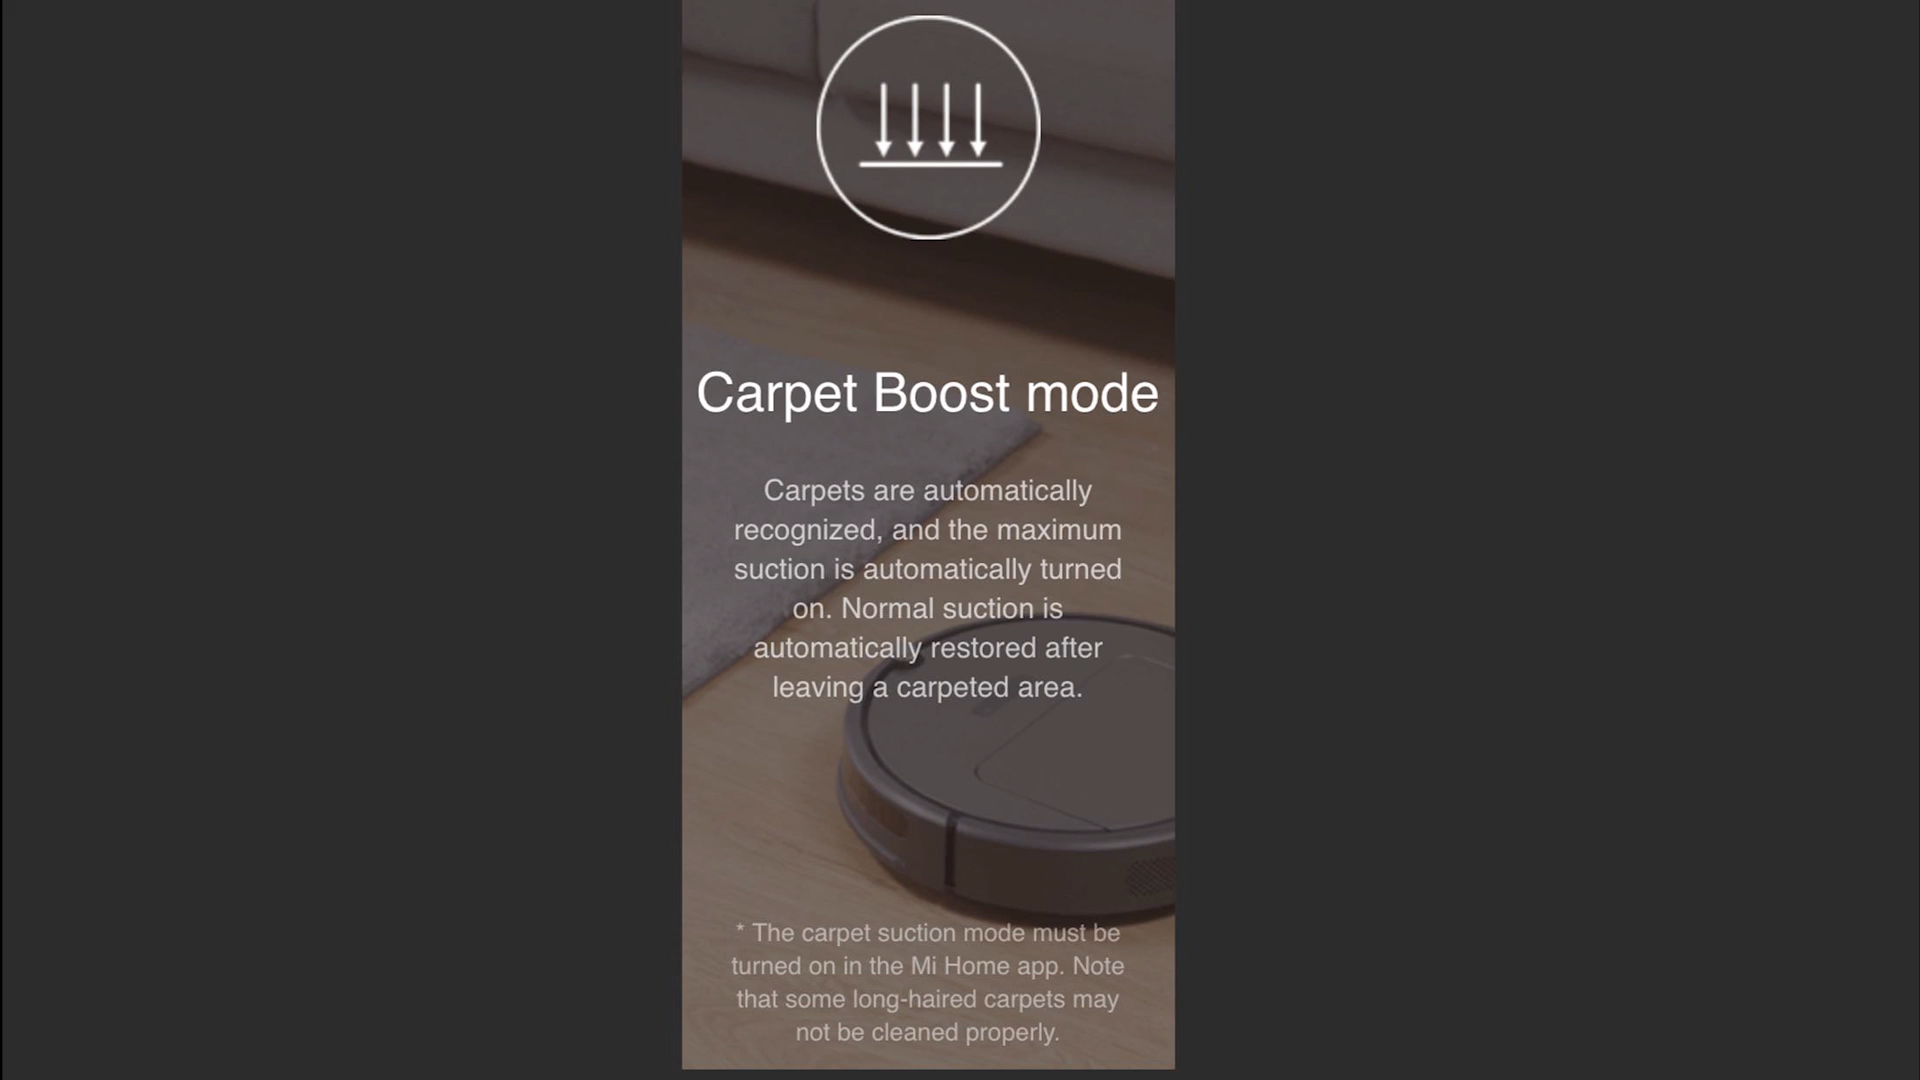 Carpet Boost mode
Carpets are automatically
recognized, and the maximum
suction is automatically turned
on. Normal suction is
automatically restored after
leaving a carpeted area.
* The carpet suction mode must be
turned on in the Mi Home app. Note
that some long-haired carpets may
not be cleaned properly.